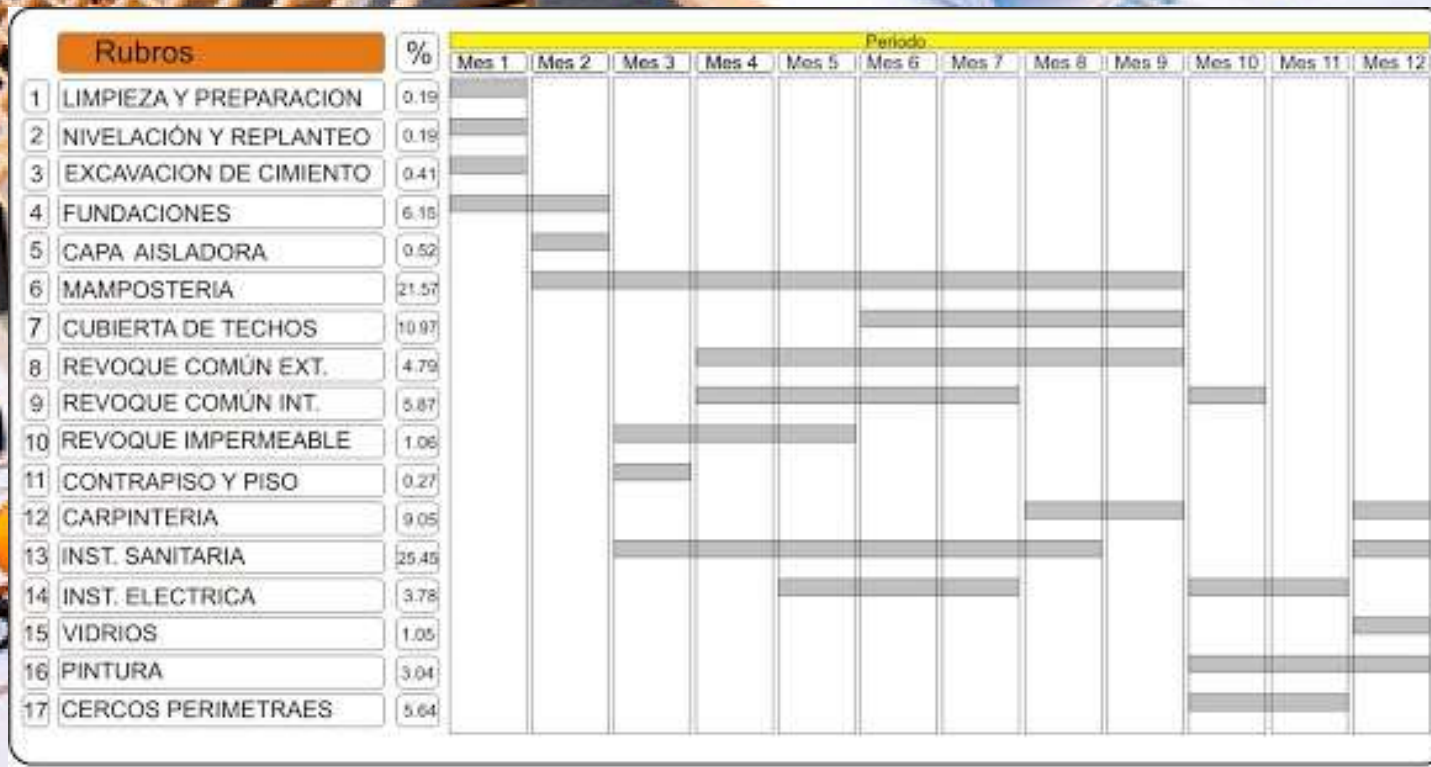 Rubros % Periodo
Mes 1 Mes 2 Mes 3 Mes 4 Mes 5 Mes 6 Mes 7 Mes 8 Mes 9 Mes 10 Mes 11 Mes 12
1 LIMPIEZA Y PREPARACION 0.19
2 NIVELACIÓN Y REPLANTEO 0.19
3 EXCAVACION DE CIMIENTO 0.41
4 FUNDACIONES 6.15
5 CAPA AISLADORA 0.52
6 MAMPOSTERIA 21.57
7 CUBIERTA DE TECHOS 10.97
8 REVOQUE COMÚN EXT. 4.79
9 REVOQUE COMÚN INT. 5.87
10 REVOQUE IMPERMEABLE 1.06
11 CONTRAPISO Y PISO 0.27
12 CARPINTERIA 9.05
13 INST. SANITARIA 25.45
14 INST. ELECTRICA 3.78
15 VIDRIOS 1.05
16 PINTURA 3.04
17 CERCOS PERIMETRAES 5.64